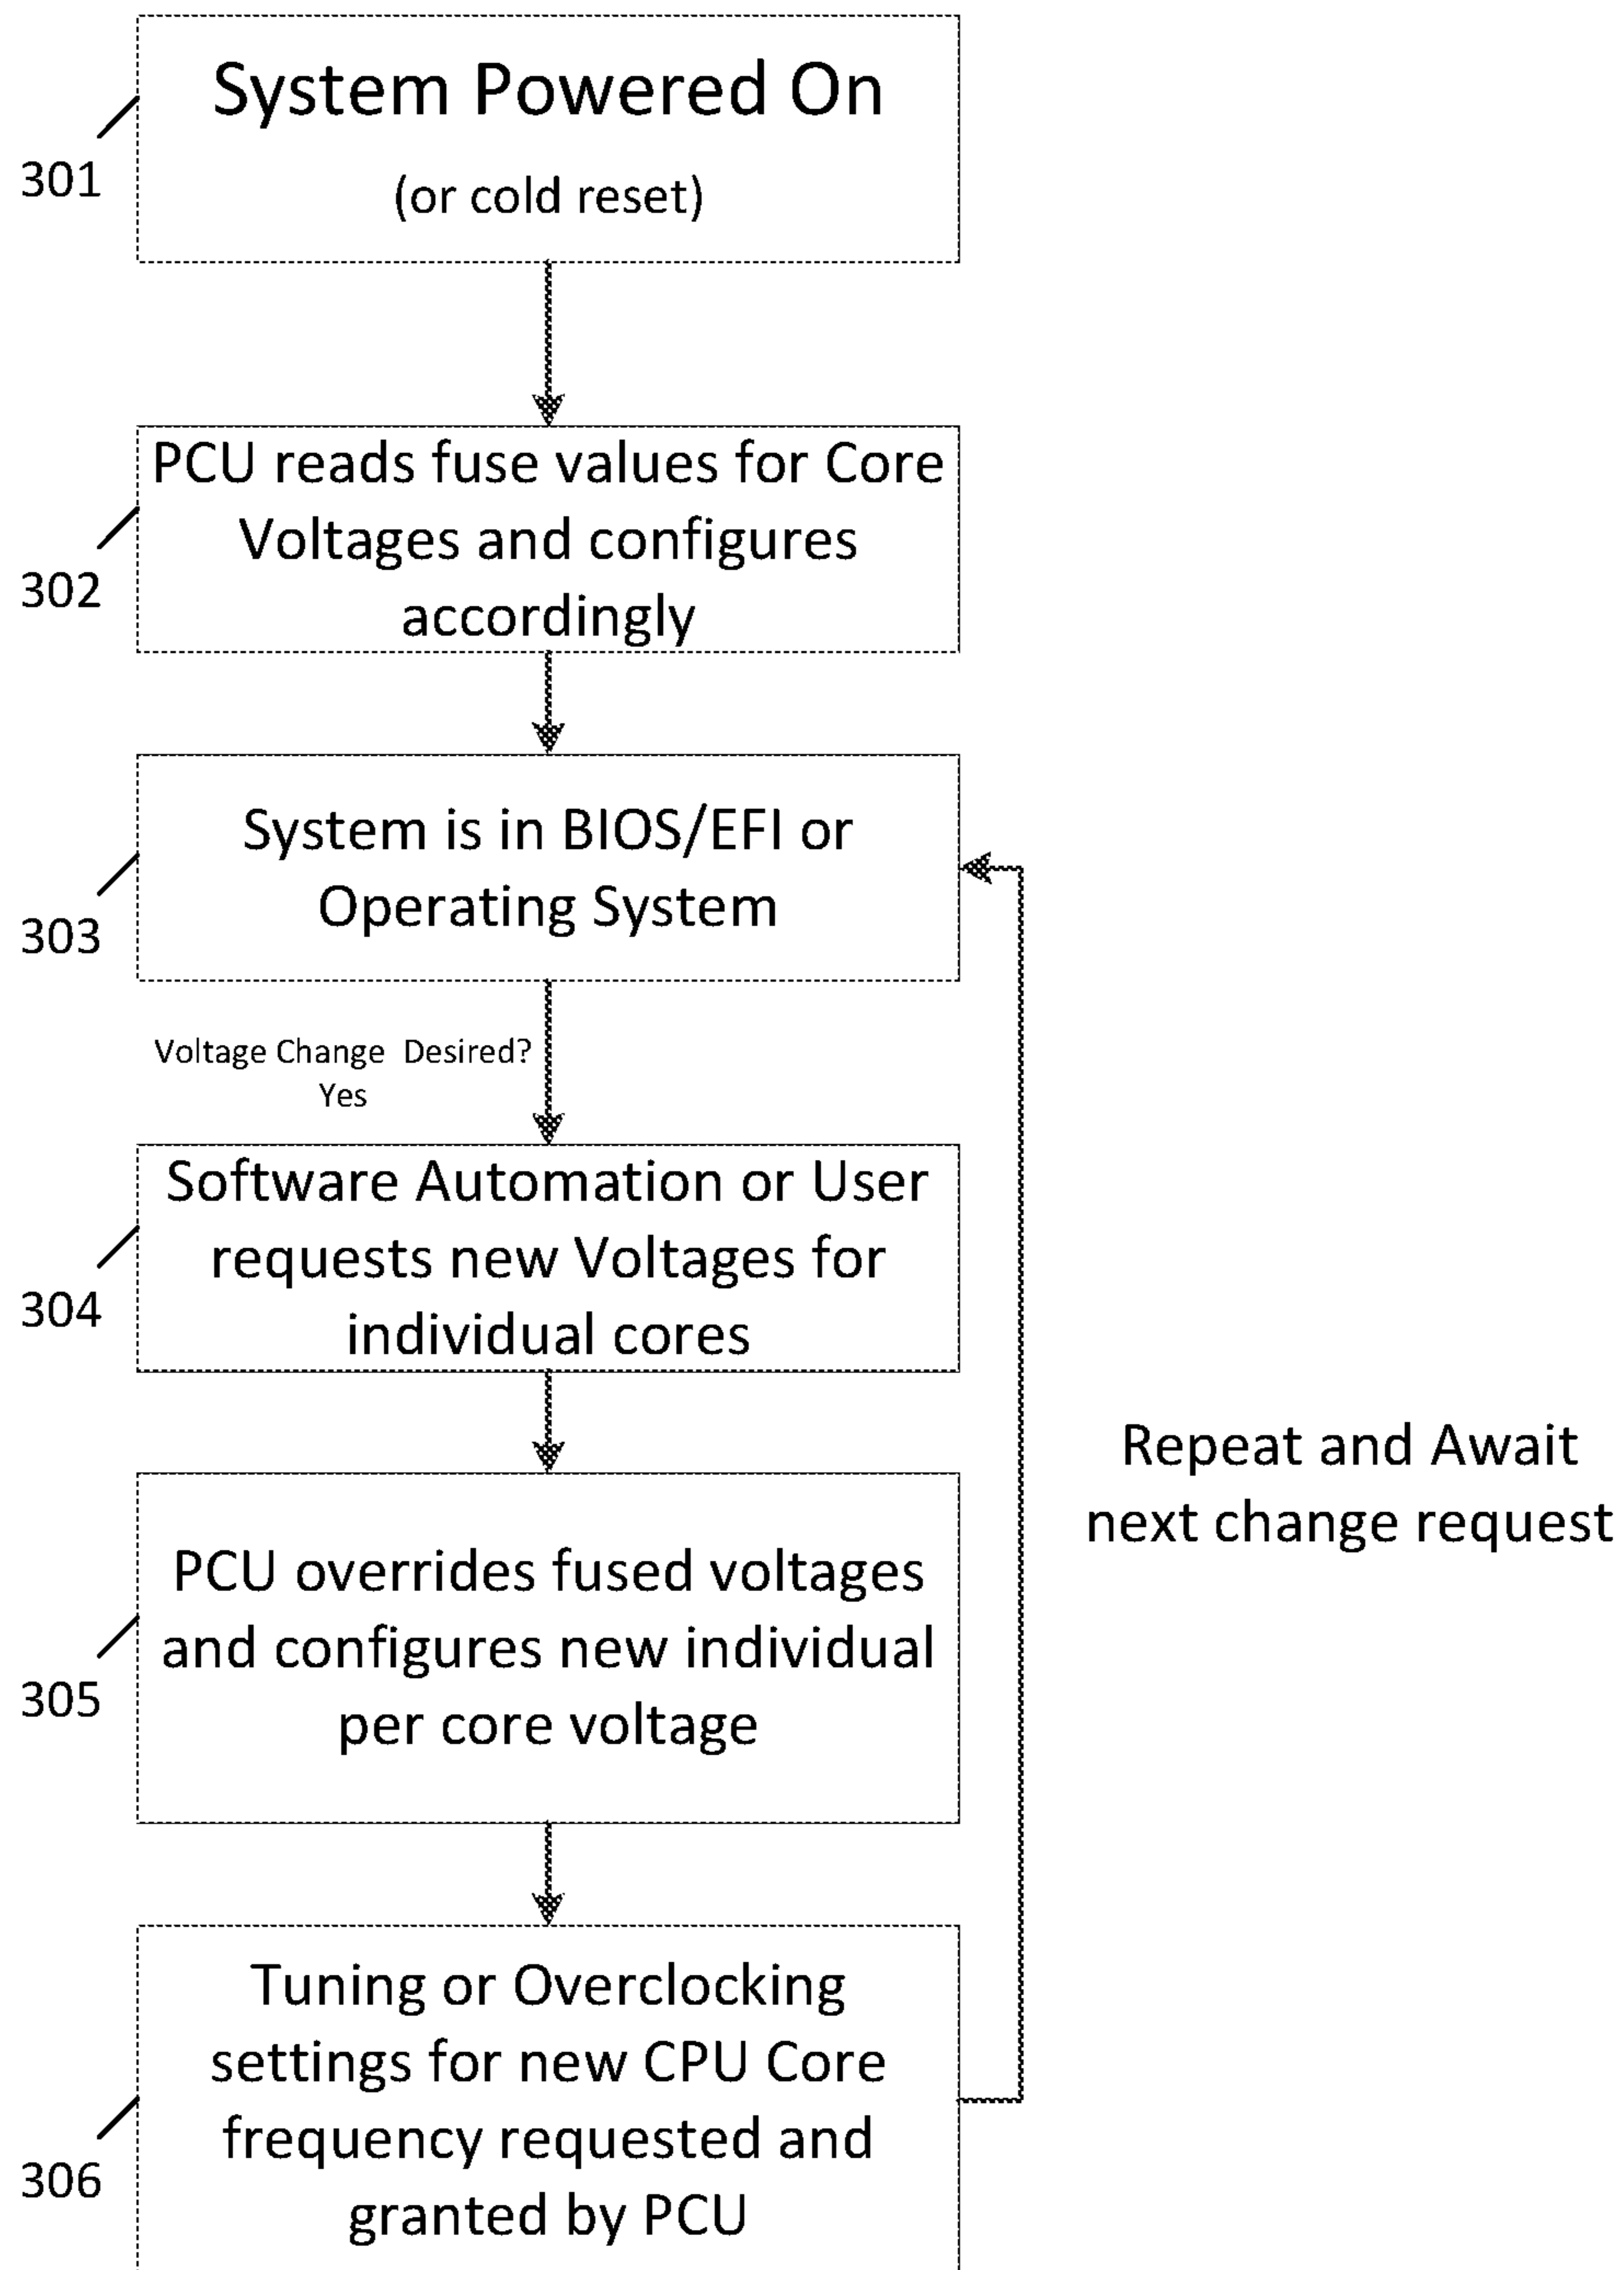 System Powered On
(or cold reset)
301
PCU reads fuse values for Core
Voltages and configures
accordingly
302
System is in BIOS/EFI or
Operating System
303
Voltage Change Desired?
Yes
Software Automation or User
requests new Voltages for
individual cores
304
Repeat and Await
next change request
PCU overrides fused voltages
and configures new individual
per core voltage
305
Tuning or Overclocking
settings for new CPU Core
frequency requested and
granted by PCU
306